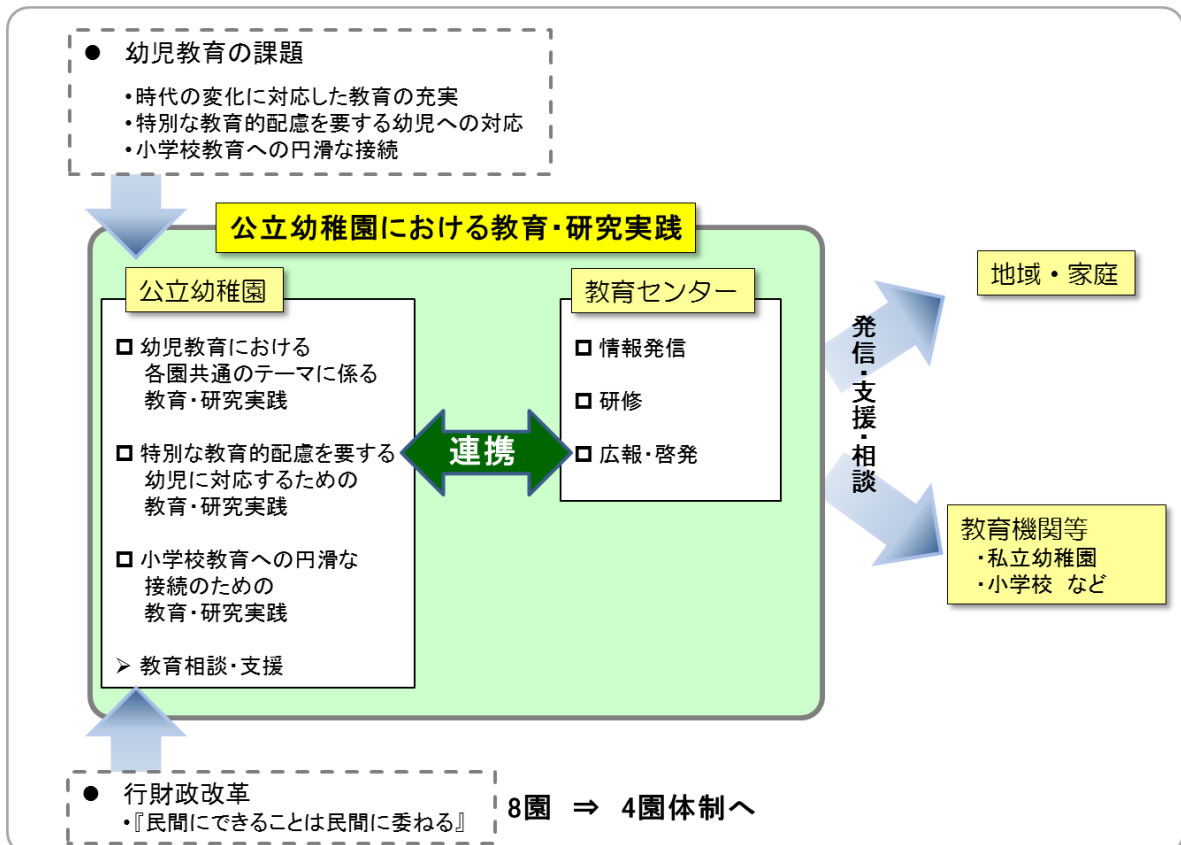 ● 幼児教育の課題
・時代の変化に対応した教育の充実
・特別な教育的配慮を要する幼児への対応
・小学校教育への円滑な接続
公立幼稚園における教育・研究実践
公立幼稚園
幼児教育における
各園共通のテーマに係る
教育・研究実践
特別な教育的配慮を要する
幼児に対応するための
教育・研究実践
小学校教育への円滑な
接続のための
教育・研究実践
➢ 教育相談・支援
連携
教育センター
情報発信
研修
広報・啓発
発信・支援・相談
地域・家庭
教育機関等
・私立幼稚園
・小学校 など
● 行財政改革
・『民間にできることは民間に委ねる』
8園 ⇒ 4園体制へ